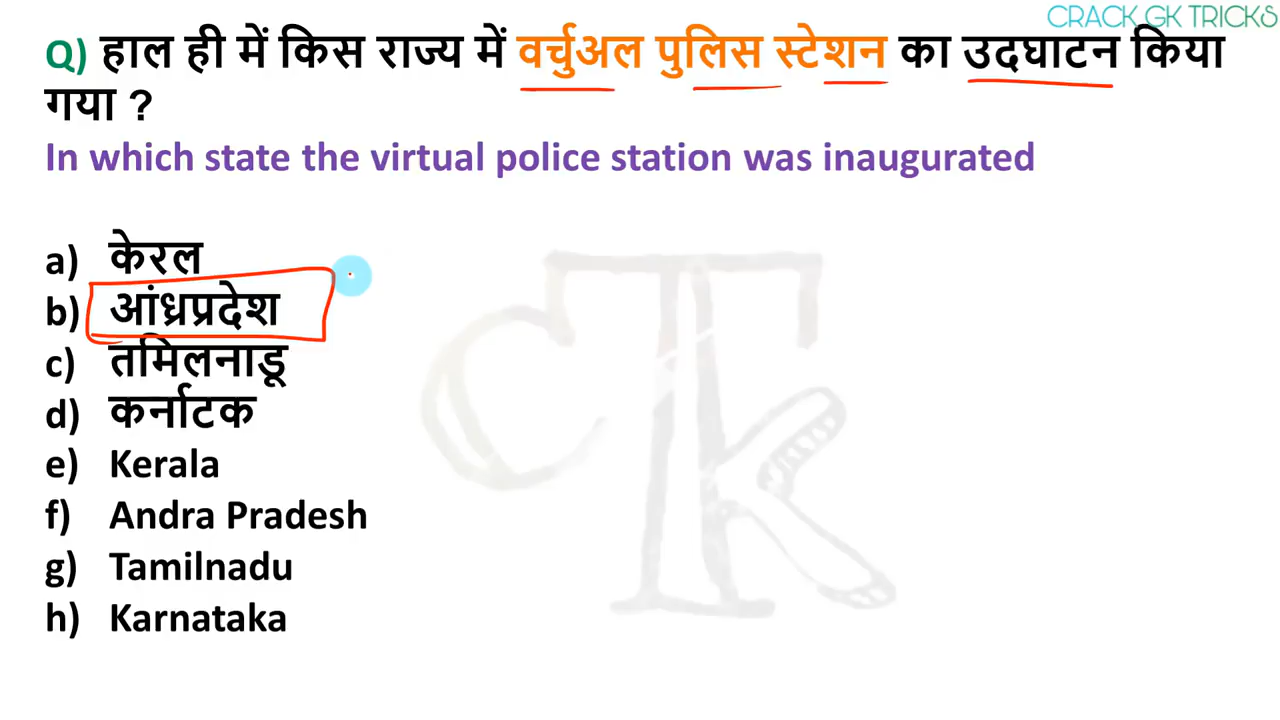 CRACK GK TRICKS
Q) हाल ही में किस राज्य में वर्चुअल पुलिस स्टेशन का उदघाटन किया
गया ?
In which state the virtual police station was inaugurated
a) केरल
b) आंध्रप्रदेश
c) तमिलनाडू
d) कर्नाटक
e) Kerala
f) Andra Pradesh
g) Tamilnadu
h) Karnataka
CTK